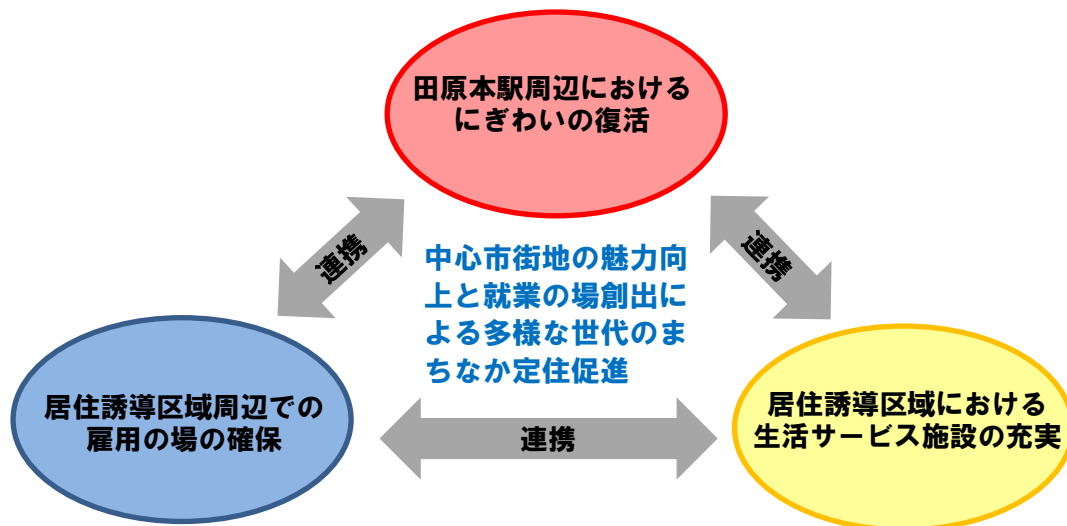 田原本駅周辺における
にぎわいの復活
連携
連携
中心市街地の魅力向
上と就業の場創出に
よる多様な世代のま
ちなか定住促進
居住誘導区域周辺での
雇用の場の確保
連携
居住誘導区域における
生活サービス施設の充実